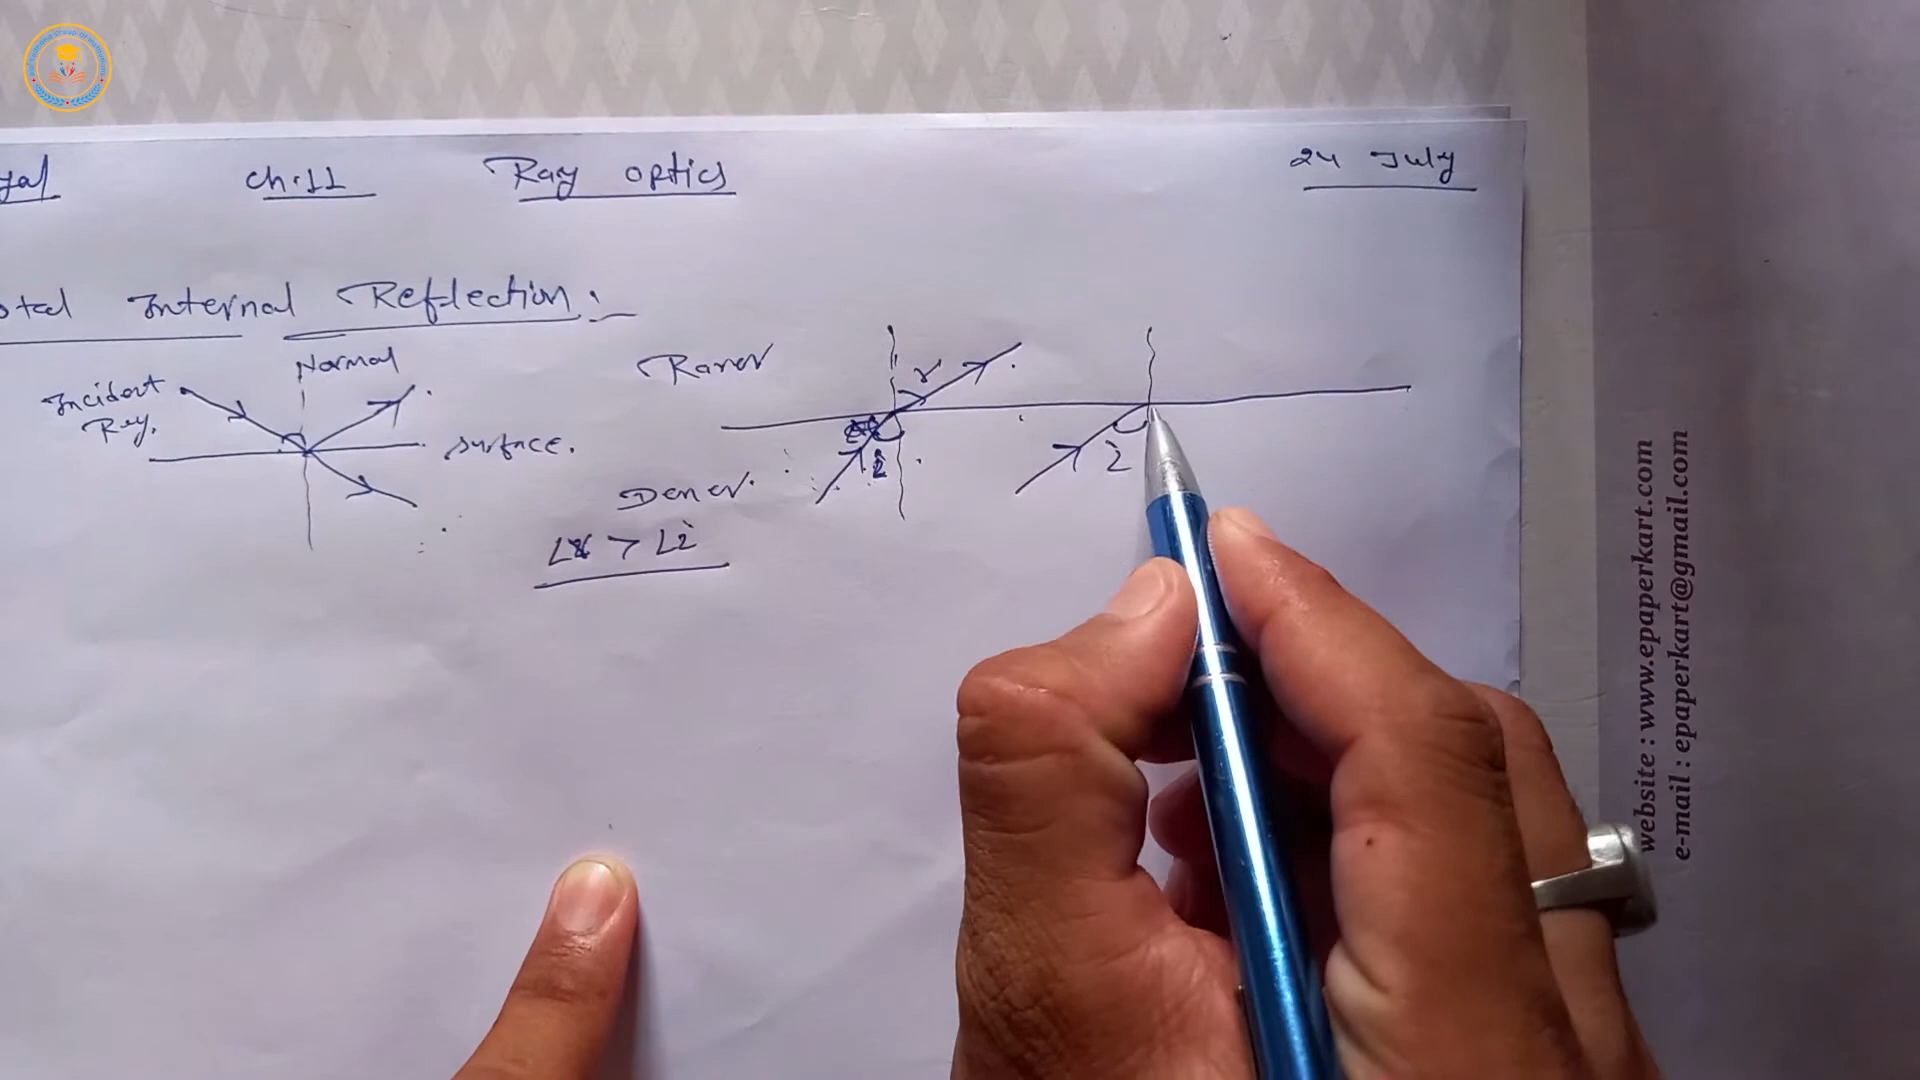 ch.11 Ray optics 24 July
Internal Reflection:
Normal
Incident
Ray.
surface.
Rarer
r
i
i
Denser.
∠r > ∠i
website : www.epaperkart.com
e-mail : epaperkart@gmail.com